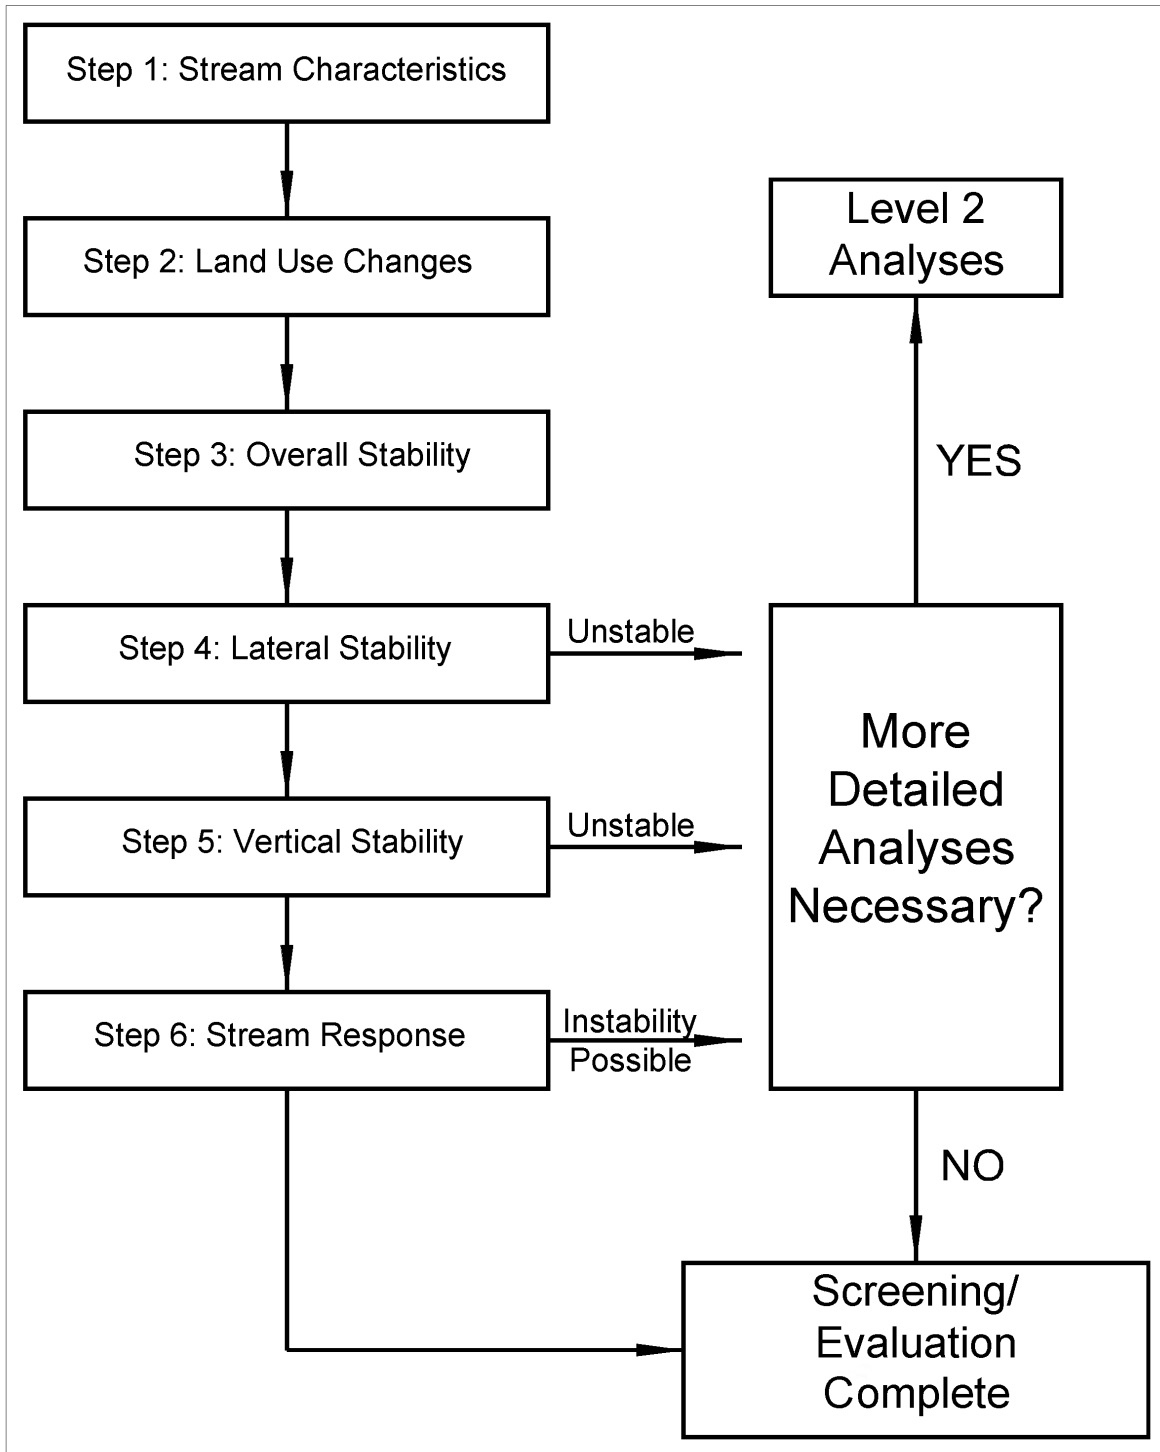 Step 1: Stream Characteristics
Step 2: Land Use Changes
Step 3: Overall Stability
Step 4: Lateral Stability
Unstable
Step 5: Vertical Stability
Unstable
Step 6: Stream Response
Instability
Possible
Level 2
Analyses
YES
More
Detailed
Analyses
Necessary?
NO
Screening/
Evaluation
Complete